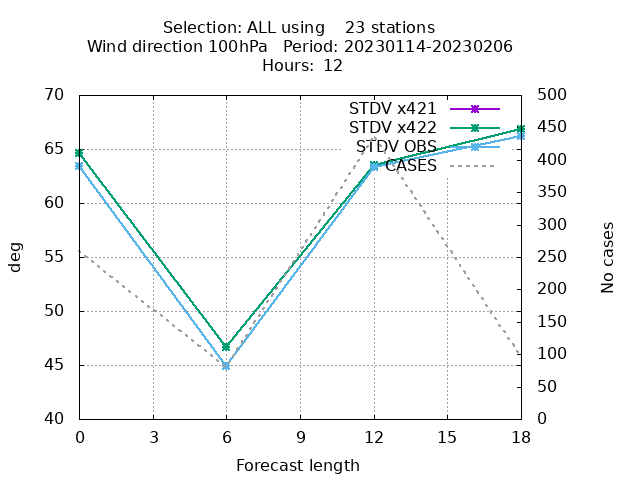 Selection: ALL using    23 stations
Wind direction 100hPa   Period: 20230114-20230206
Hours:  12
70
65
60
55
50
45
40
deg
500
450
400
350
300
250
200
150
100
50
0
No cases
STDV x421
STDV x422
STDV OBS
CASES
0 3 6 9 12 15 18
Forecast length